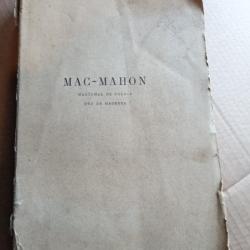 MAC-MAHON
MARÉCHAL DE FRANCE
DUC DE MAGENTA